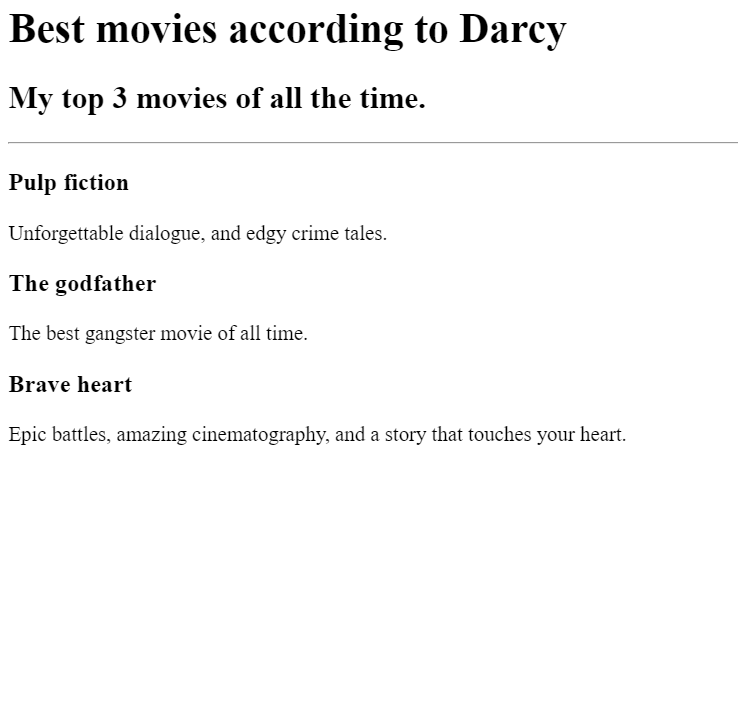 Best movies according to Darcy
My top 3 movies of all the time.
Pulp fiction
Unforgettable dialogue, and edgy crime tales.
The godfather
The best gangster movie of all time.
Brave heart
Epic battles, amazing cinematography, and a story that touches your heart.